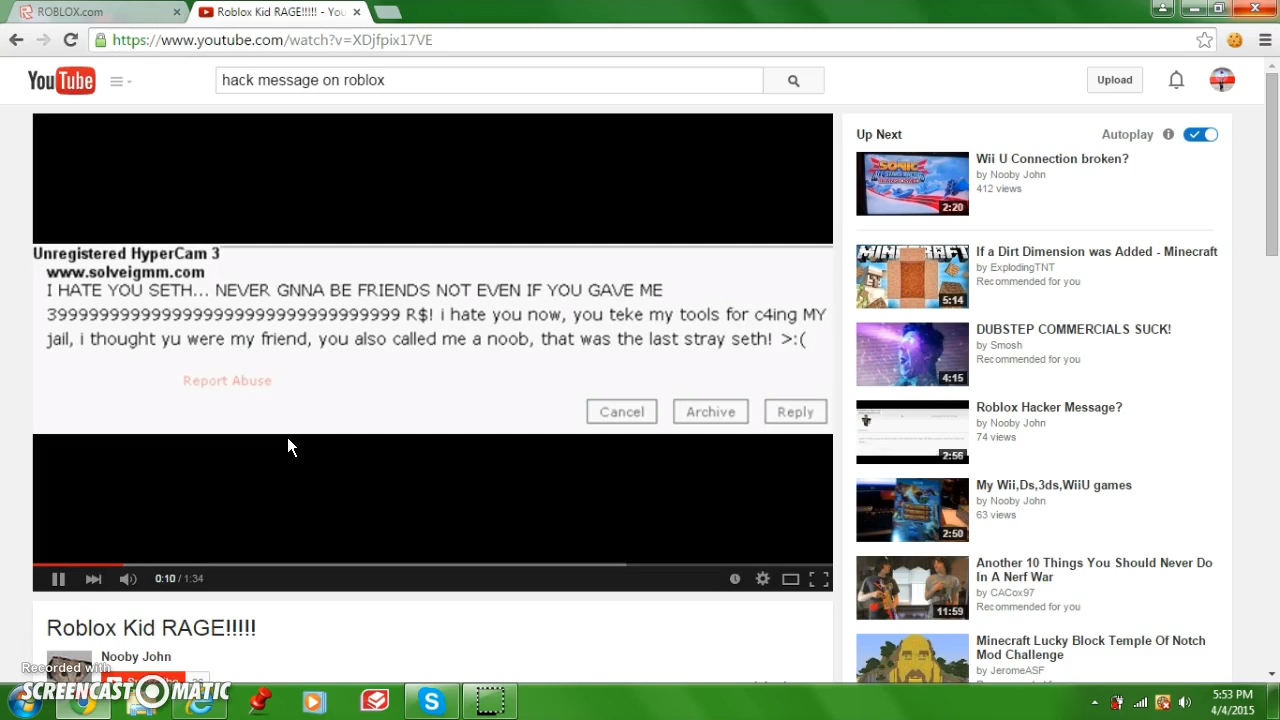 ROBLOX.com
Roblox Kid RAGE!!!!! - You
https://www.youtube.com/watch?v=XDjfpix17VE
YouTube
hack message on roblox
Upload
Unregistered HyperCam 3
www.solveigmm.com
I HATE YOU SETH... NEVER GNNA BE FRIENDS NOT EVEN IF YOU GAVE ME
39999999999999999999999999999999999 R$! i hate you now, you teke my tools for c4ing MY
jail, i thought yu were my friend, you also called me a noob, that was the last stray seth! >:(
Report Abuse
Cancel
Archive
Reply
0:10 / 1:34
Roblox Kid RAGE!!!!!
Nooby John
Up Next
Autoplay
Wii U Connection broken?
by Nooby John
412 views
2:20
If a Dirt Dimension was Added - Minecraft
by ExplodingTNT
Recommended for you
MINECRAFT
5:14
DUBSTEP COMMERCIALS SUCK!
by Smosh
Recommended for you
4:15
Roblox Hacker Message?
by Nooby John
74 views
2:56
My Wii,Ds,3ds,WiiU games
by Nooby John
63 views
2:50
Another 10 Things You Should Never Do
In A Nerf War
by CACox97
Recommended for you
11:59
Minecraft Lucky Block Temple Of Notch
Mod Challenge
by JeromeASF
Recorded with
SCREENCAST-O-MATIC
5:53 PM
4/4/2015